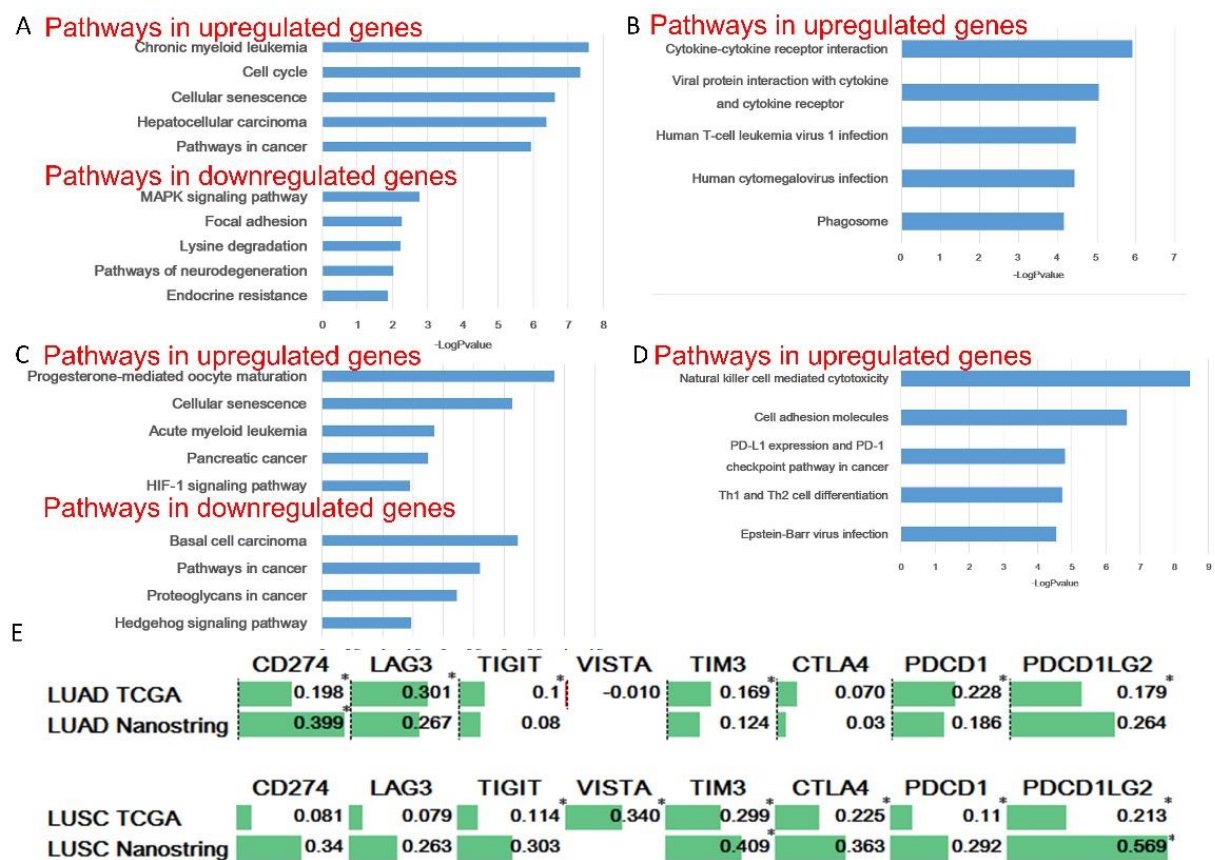 A Pathways in upregulated genes
Chronic myeloid leukemia
Cell cycle
Cellular senescence
Hepatocellular carcinoma
Pathways in cancer
Pathways in downregulated genes
MAPK signaling pathway
Focal adhesion
Lysine degradation
Pathways of neurodegeneration
Endocrine resistance
0 1 2 3 4 5 6 7 8
-LogPvalue
B Pathways in upregulated genes
Cytokine-cytokine receptor interaction
Viral protein interaction with cytokine
and cytokine receptor
Human T-cell leukemia virus 1 infection
Human cytomegalovirus infection
Phagosome
0 1 2 3 4 5 6 7
-LogPvalue
C Pathways in upregulated genes
Progesterone-mediated oocyte maturation
Cellular senescence
Acute myeloid leukemia
Pancreatic cancer
HIF-1 signaling pathway
Pathways in downregulated genes
Basal cell carcinoma
Pathways in cancer
Proteoglycans in cancer
Hedgehog signaling pathway
D Pathways in upregulated genes
Natural killer cell mediated cytotoxicity
Cell adhesion molecules
PD-L1 expression and PD-1
checkpoint pathway in cancer
Th1 and Th2 cell differentiation
Epstein-Barr virus infection
0 1 2 3 4 5 6 7 8 9
-LogPvalue
E
CD274 LAG3 TIGIT VISTA TIM3 CTLA4 PDCD1 PDCD1LG2
LUAD TCGA 0.198* 0.301* 0.1* -0.010 0.169* 0.070 0.228* 0.179*
LUAD Nanostring 0.399* 0.267 0.08 0.124 0.03 0.186 0.264
CD274 LAG3 TIGIT VISTA TIM3 CTLA4 PDCD1 PDCD1LG2
LUSC TCGA 0.081 0.079 0.114* 0.340* 0.299* 0.225* 0.11* 0.213*
LUSC Nanostring 0.34 0.263 0.303 0.409* 0.363 0.292 0.569*